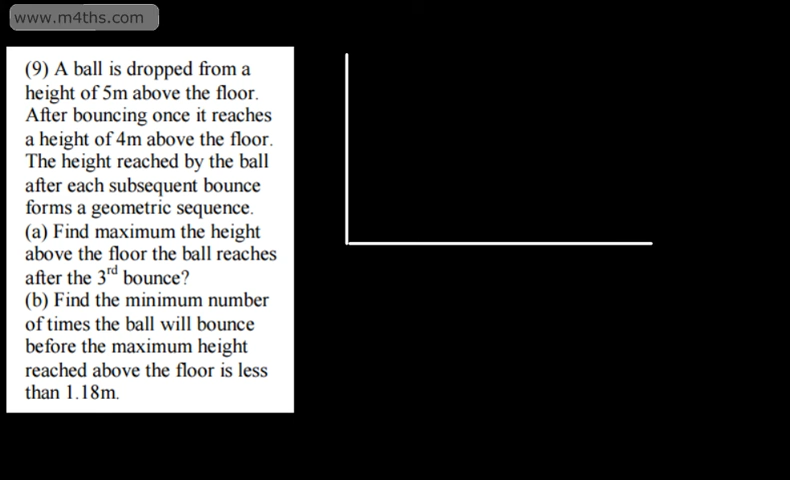 www.m4ths.com
(9) A ball is dropped from a
height of 5m above the floor.
After bouncing once it reaches
a height of 4m above the floor.
The height reached by the ball
after each subsequent bounce
forms a geometric sequence.
(a) Find maximum the height
above the floor the ball reaches
after the 3rd bounce?
(b) Find the minimum number
of times the ball will bounce
before the maximum height
reached above the floor is less
than 1.18m.